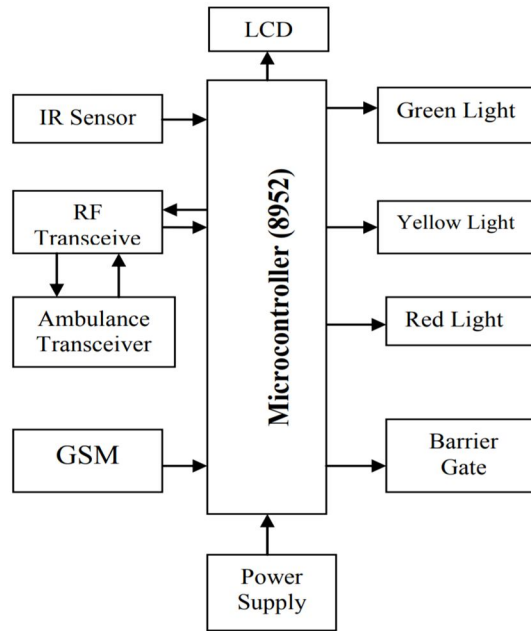 LCD
IR Sensor
Green Light
RF
Transceive
Yellow Light
Microcontroller (8952)
Ambulance
Transceiver
Red Light
GSM
Barrier
Gate
Power
Supply